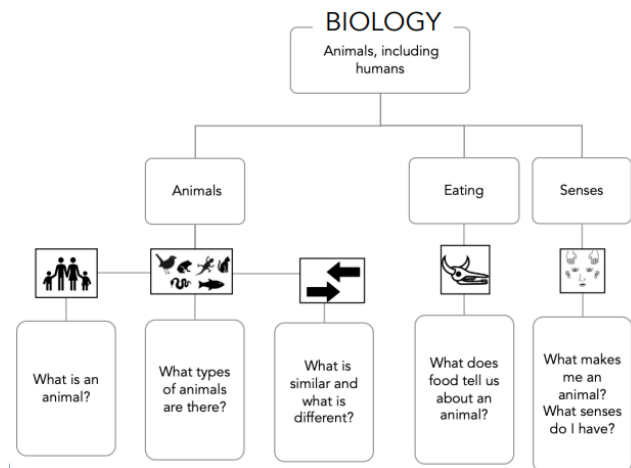 BIOLOGY
Animals, including
humans
Animals
Eating
Senses
What is an
animal?
What types
of animals
are there?
What is
similar and
what is
different?
What does
food tell us
about an
animal?
What makes
me an
animal?
What senses
do I have?